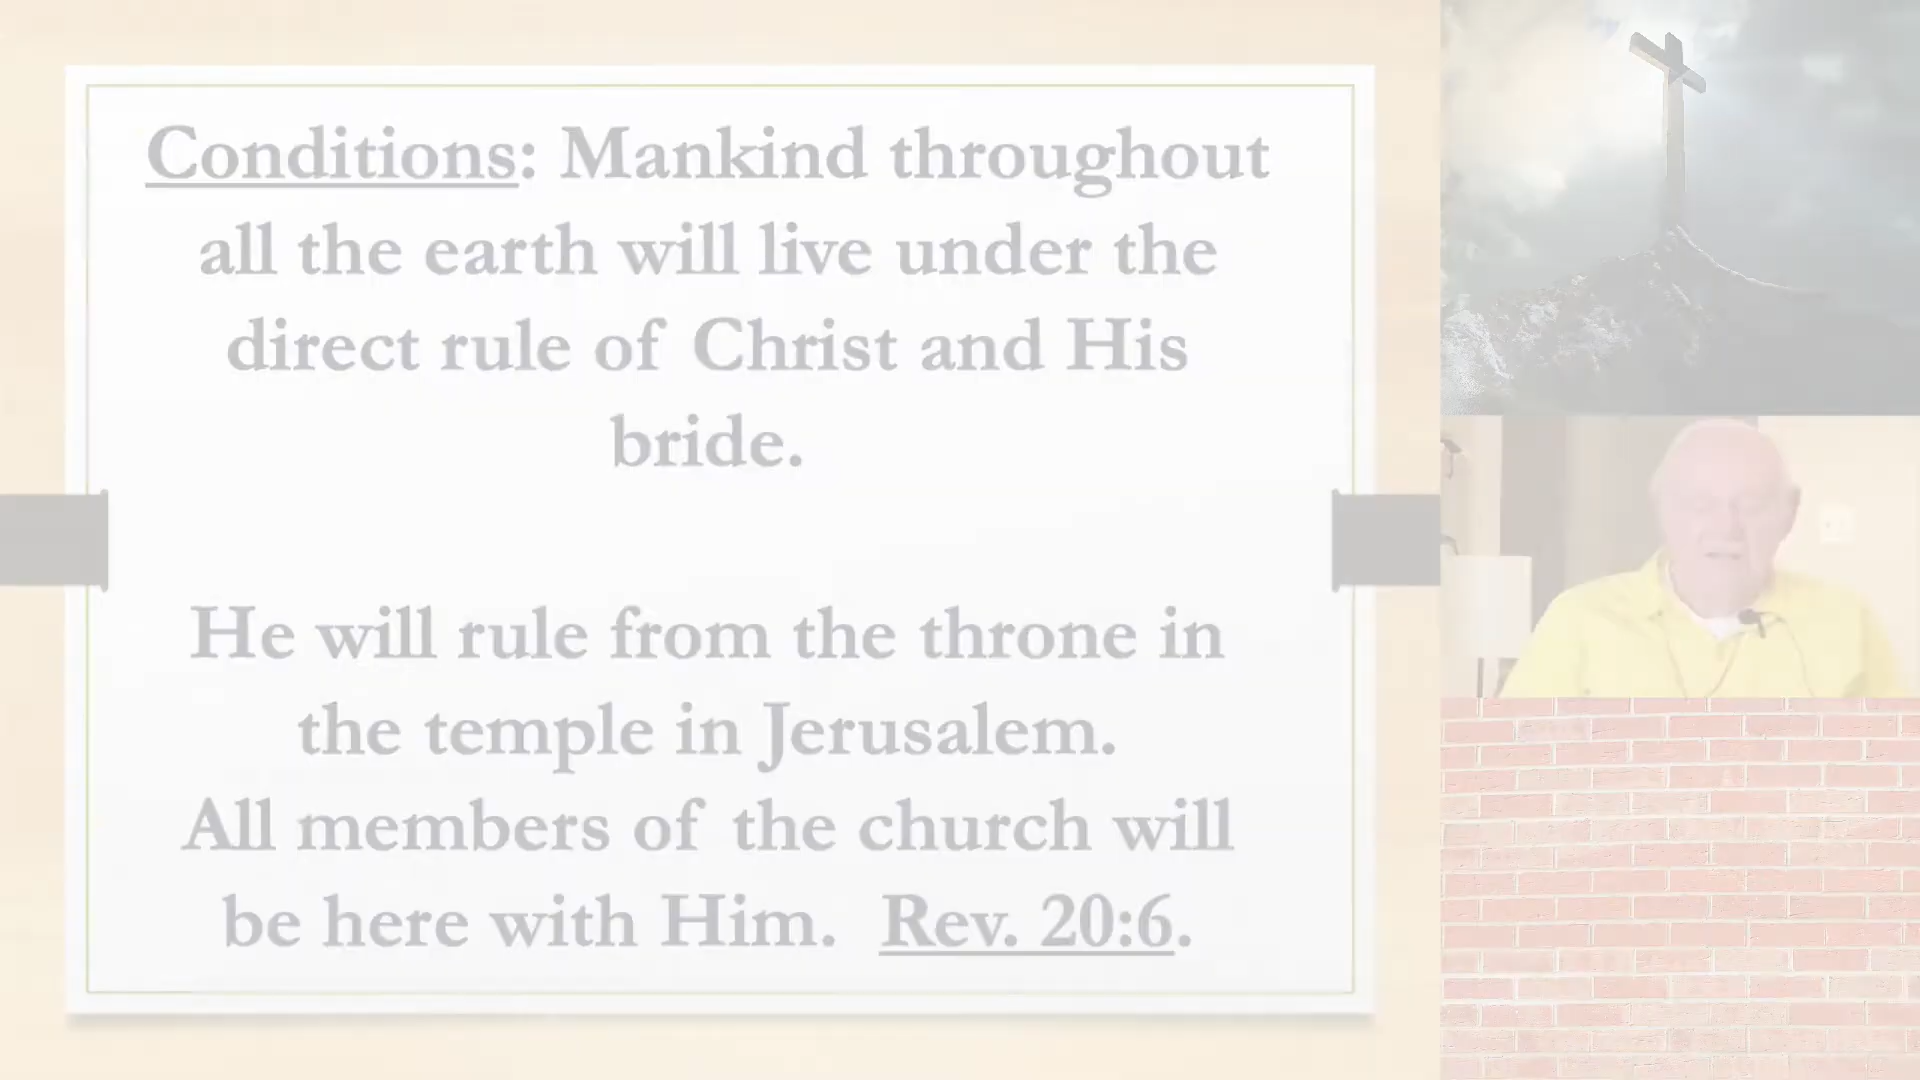 Conditions: Mankind throughout
all the earth will live under the
direct rule of Christ and His
bride.
He will rule from the throne in
the temple in Jerusalem.
All members of the church will
be here with Him. Rev. 20:6.